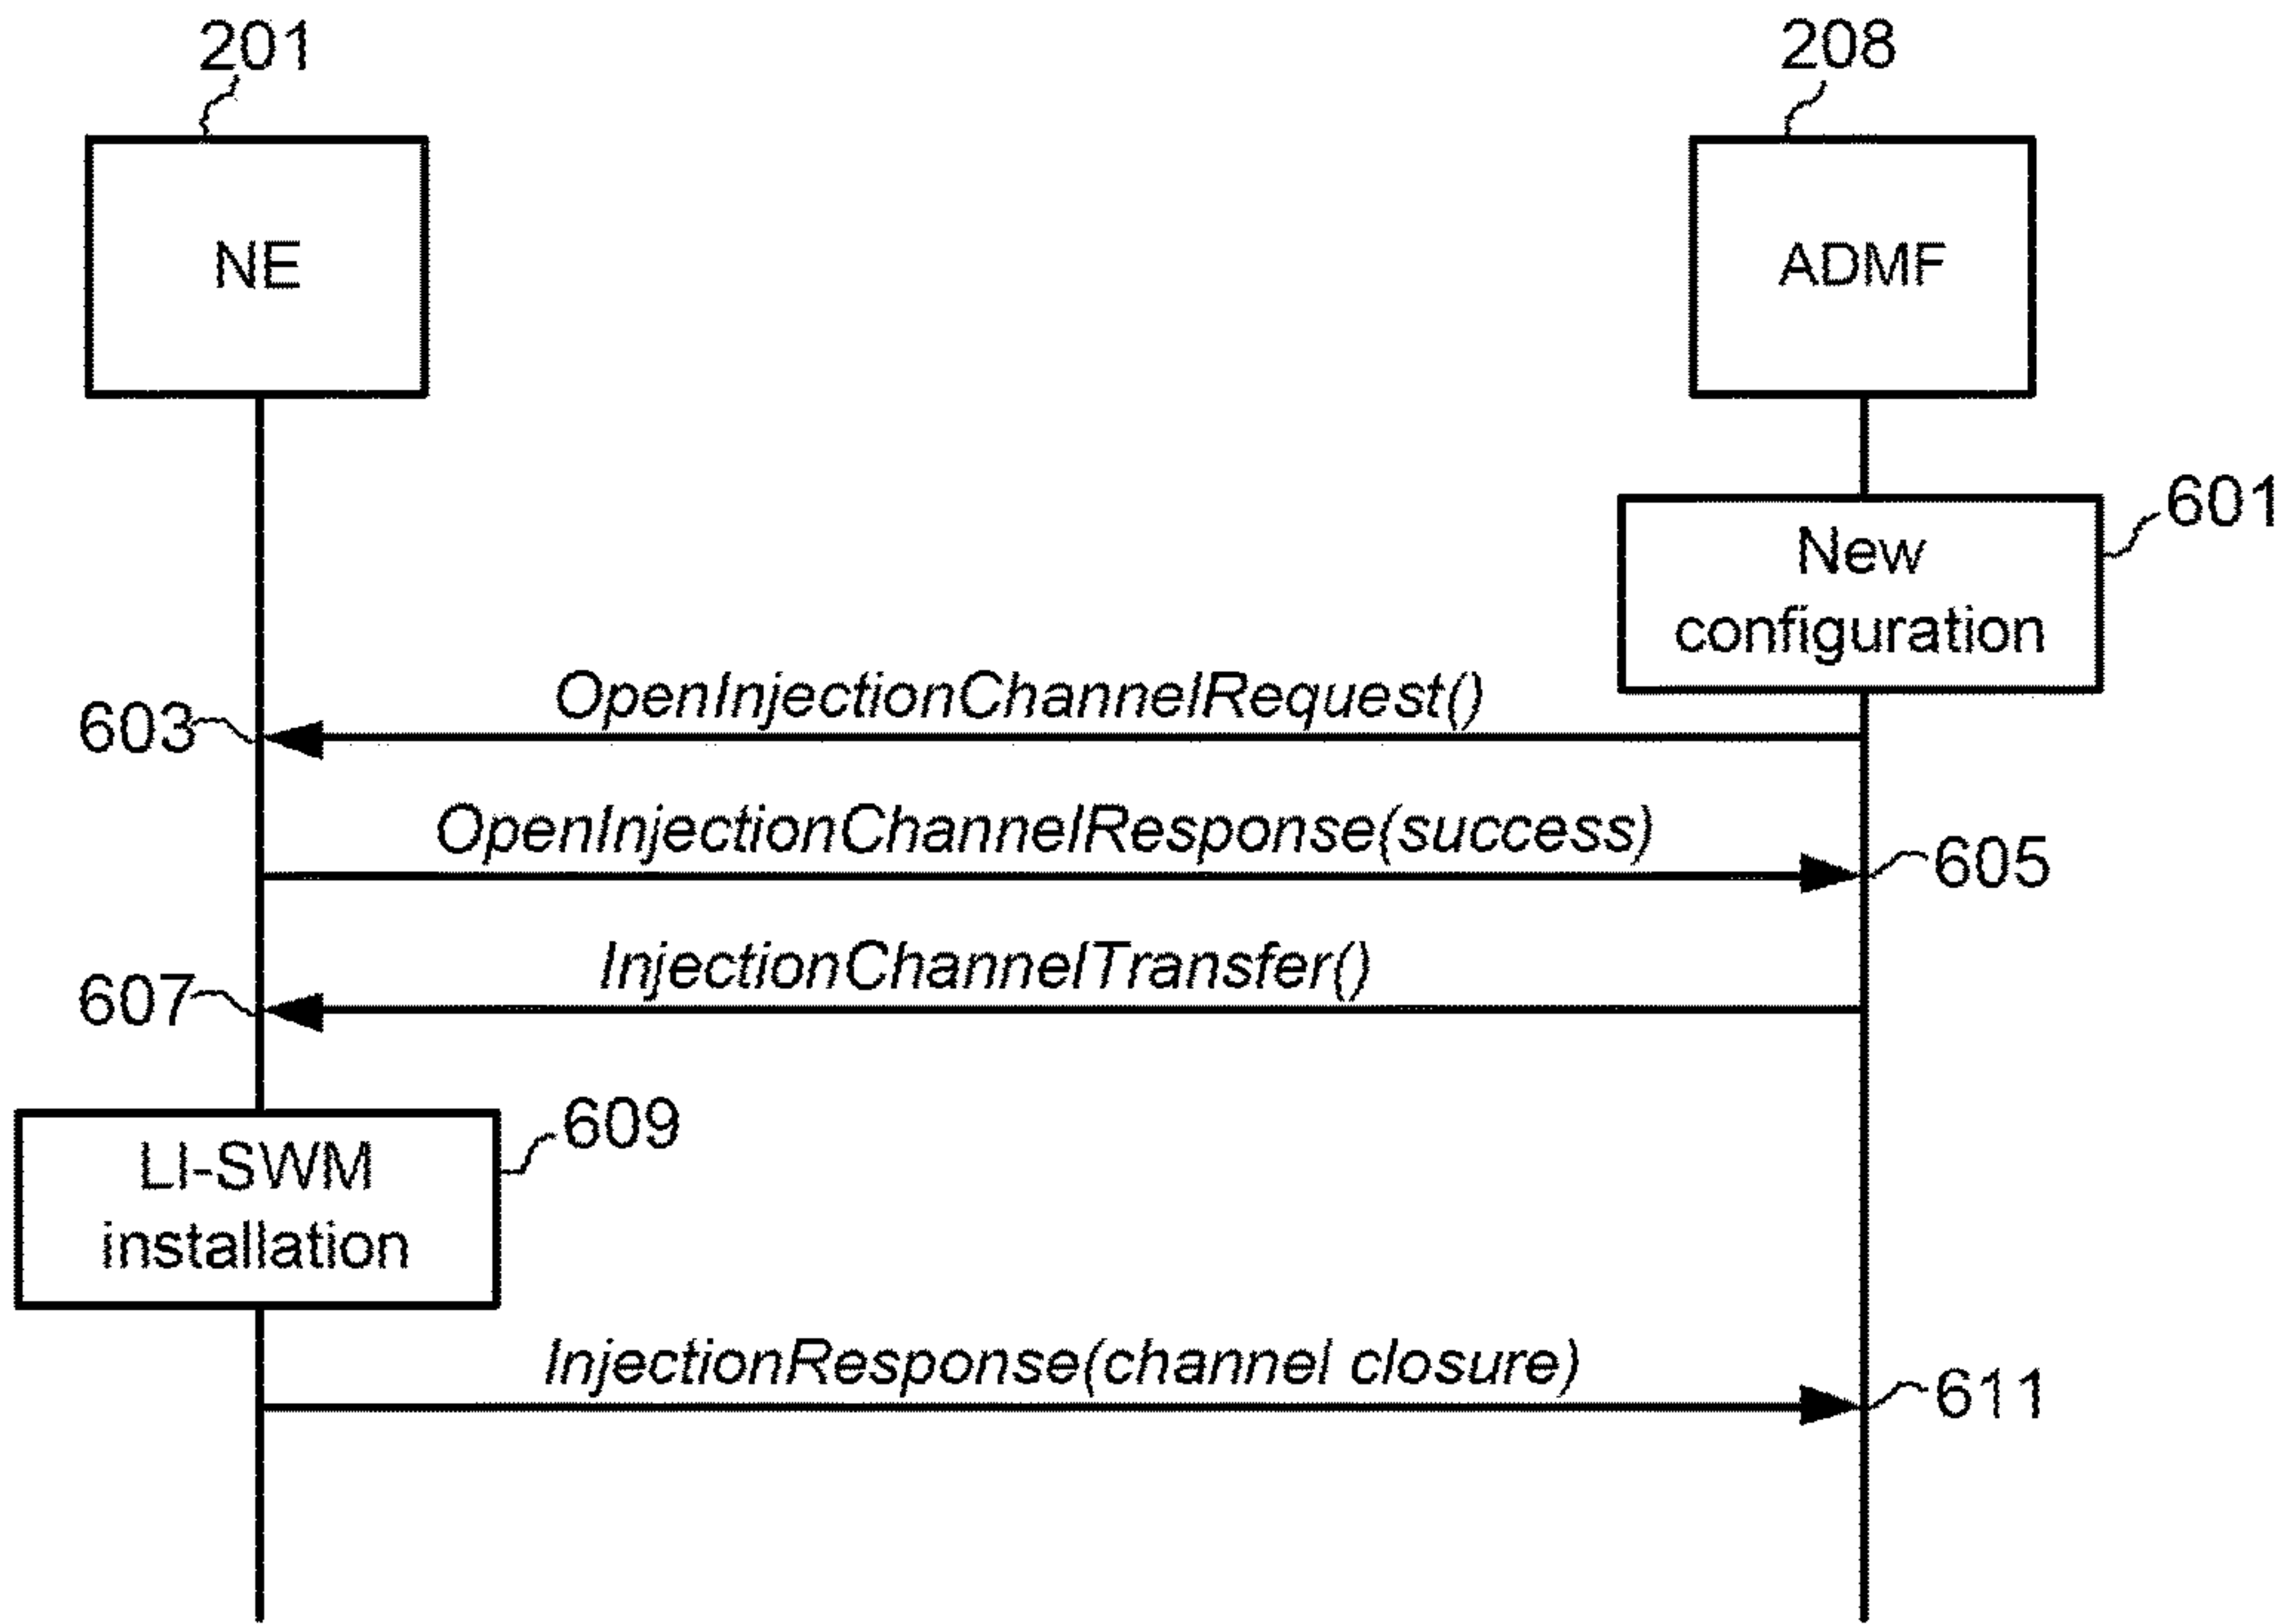 201
208
NE
ADMF
601
New
configuration
OpenInjectionChannelRequest()
603
OpenInjectionChannelResponse(success)
605
InjectionChannelTransfer()
607
609
LI-SWM
installation
InjectionResponse(channel closure)
611